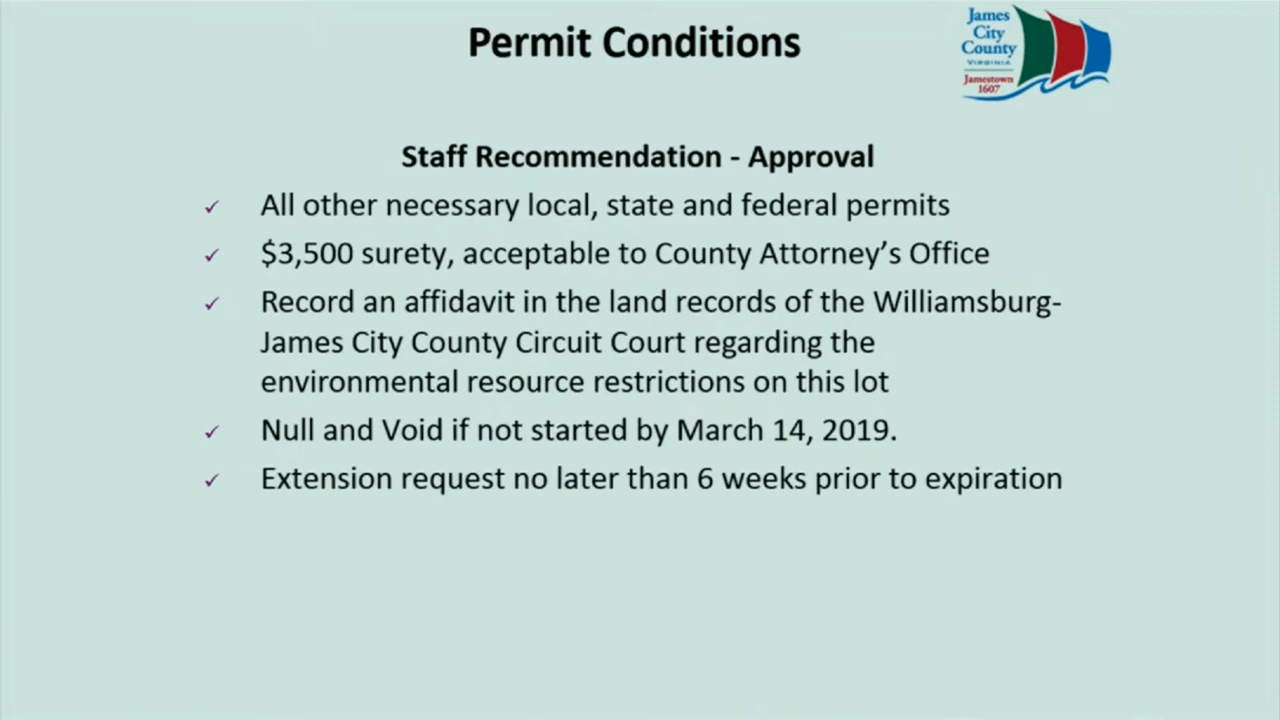 Permit Conditions
James
City
County
VIRGINIA
Jamestown
1607
Staff Recommendation - Approval
✓ All other necessary local, state and federal permits
✓ $3,500 surety, acceptable to County Attorney’s Office
✓ Record an affidavit in the land records of the Williamsburg-
James City County Circuit Court regarding the
environmental resource restrictions on this lot
✓ Null and Void if not started by March 14, 2019.
✓ Extension request no later than 6 weeks prior to expiration